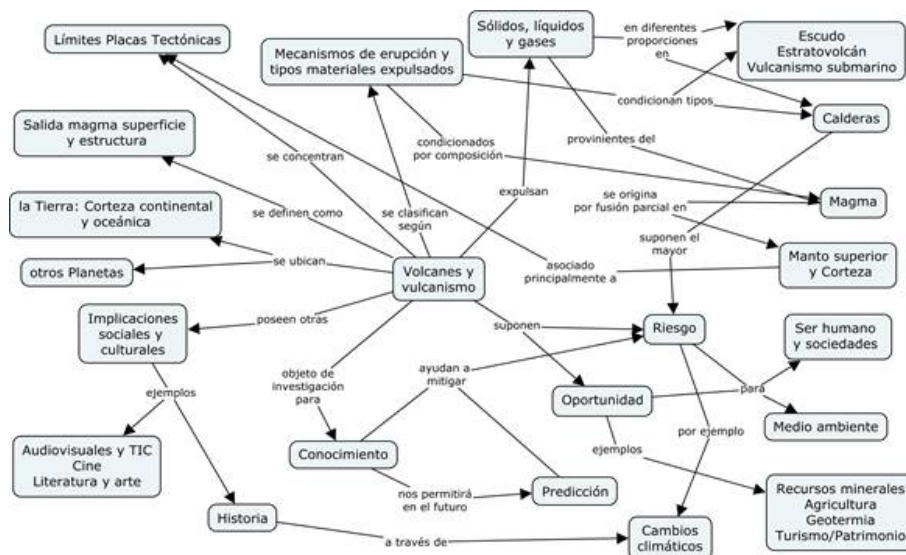 Límites Placas Tectónicas
Mecanismos de erupción y
tipos materiales expulsados
Sólidos, líquidos
y gases
en diferentes
proporciones
en
Escudo
Estratovolcán
Vulcanismo submarino
condicionan tipos
Calderas
Salida magma superficie
y estructura
se concentran
condicionados
por composición
provinientes del
expulsan
se origina
por fusión parcial en
Magma
la Tierra: Corteza continental
y oceánica
se definen como
se clasifican
según
suponen el
mayor
Manto superior
y Corteza
otros Planetas
se ubican
Volcanes y
vulcanismo
asociado
principalmente a
Implicaciones
sociales y
culturales
poseen otras
suponen
Riesgo
Ser humano
y sociedades
objeto de
investigación
para
ayudan a
mitigar
ejemplos
Oportunidad
para
Medio ambiente
por ejemplo
Audiovisuales y TIC
Cine
Literatura y arte
Conocimiento
ejemplos
nos permitirá
en el futuro
Predicción
Recursos minerales
Agricultura
Geotermia
Turismo/Patrimonio
Historia
a través de
Cambios
climáticos